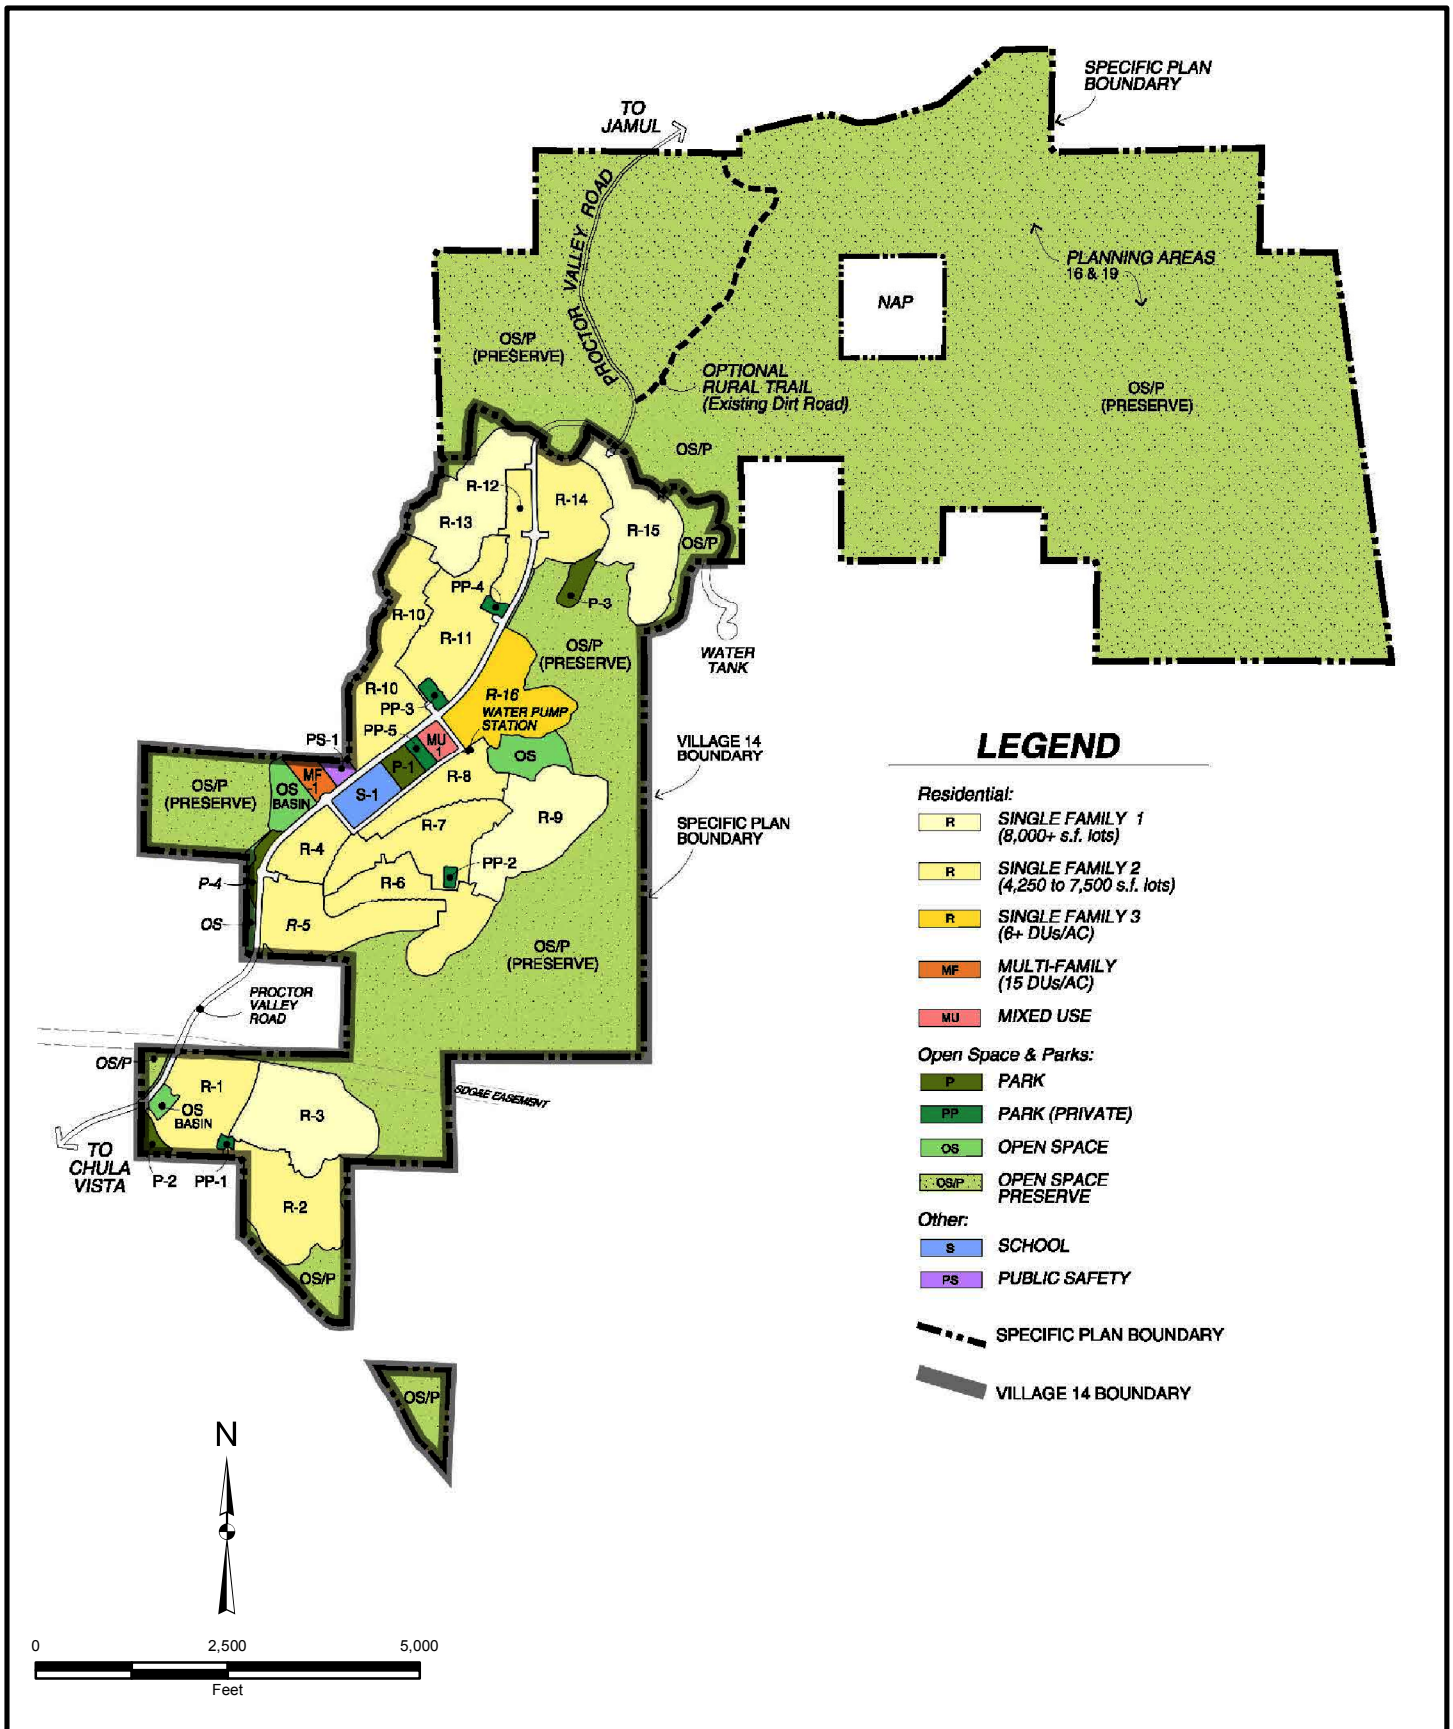 SPECIFIC PLAN
BOUNDARY
TO
JAMUL
PROCTOR VALLEY ROAD
PLANNING AREAS
16 & 19
NAP
OS/P
(PRESERVE)
OPTIONAL
RURAL TRAIL
(Existing Dirt Road)
OS/P
(PRESERVE)
OS/P
R-12
R-14
R-13
R-15
OS/P
PP-4
P-3
R-10
R-11
OS/P
(PRESERVE)
WATER
TANK
R-10
R-16
PP-3
WATER PUMP
STATION
PP-5
MU
1
PS-1
VILLAGE 14
BOUNDARY
OS
P-1
R-8
MF
-1
OS/P
(PRESERVE)
OS
BASIN
S-1
R-9
R-7
SPECIFIC PLAN
BOUNDARY
R-4
PP-2
P-4
R-6
OS
R-5
OS/P
(PRESERVE)
PROCTOR
VALLEY
ROAD
OS/P
R-1
SDG&E EASEMENT
OS
BASIN
R-3
TO
CHULA
VISTA
P-2
PP-1
R-2
OS/P
OS/P
LEGEND
Residential:
R
SINGLE FAMILY 1
(8,000+ s.f. lots)
R
SINGLE FAMILY 2
(4,250 to 7,500 s.f. lots)
R
SINGLE FAMILY 3
(6+ DUs/AC)
MF
MULTI-FAMILY
(15 DUs/AC)
MU
MIXED USE
Open Space & Parks:
P
PARK
PP
PARK (PRIVATE)
OS
OPEN SPACE
OS/P
OPEN SPACE
PRESERVE
Other:
S
SCHOOL
PS
PUBLIC SAFETY
SPECIFIC PLAN BOUNDARY
VILLAGE 14 BOUNDARY
N
0 2,500 5,000
Feet